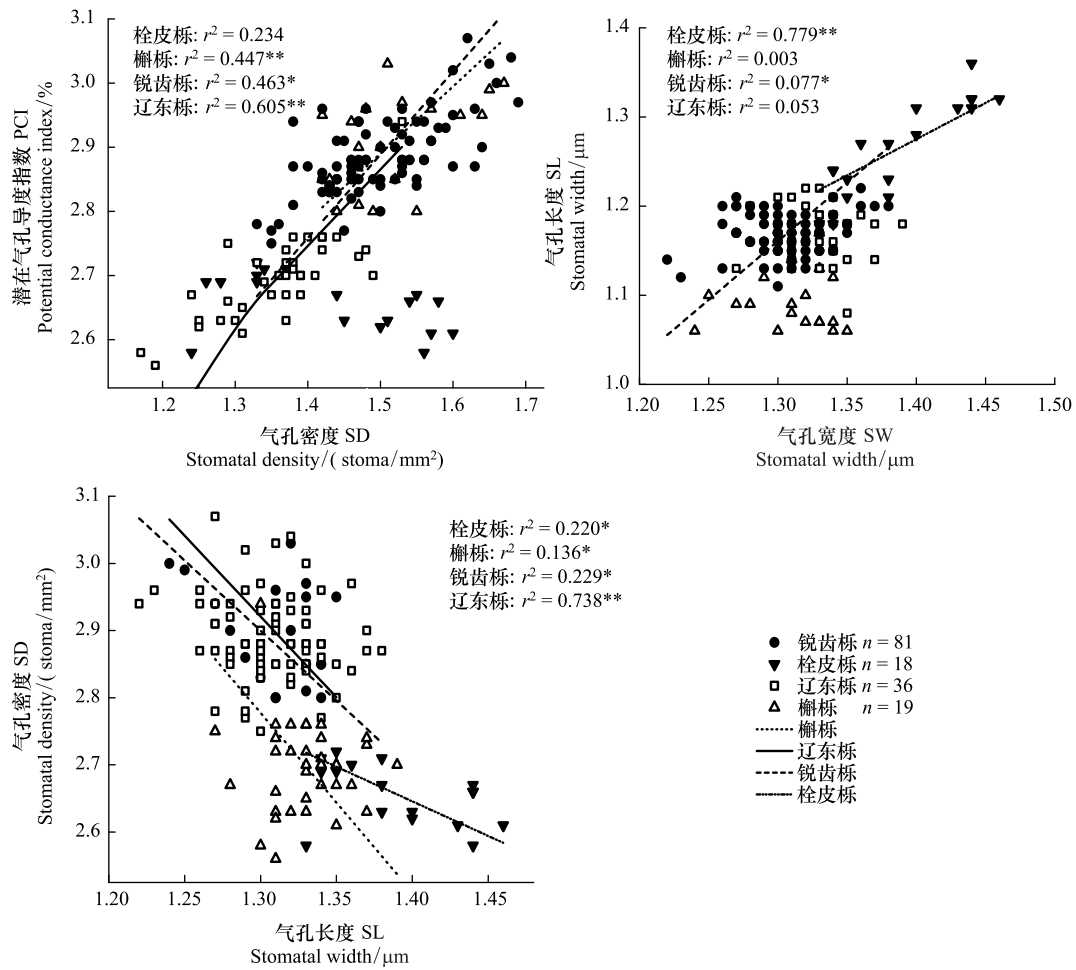 栓皮栎: r² = 0.234
槲栎: r² = 0.447**
锐齿栎: r² = 0.463*
辽东栎: r² = 0.605**
3.1
3.0
2.9
2.8
2.7
2.6
潜在气孔导度指数 PCI
Potential conductance index/%
1.2 1.3 1.4 1.5 1.6 1.7
气孔密度 SD
Stomatal density/( stoma/mm²)
栓皮栎: r² = 0.779**
槲栎: r² = 0.003
锐齿栎: r² = 0.077*
辽东栎: r² = 0.053
1.4
1.3
1.2
1.1
1.0
气孔长度 SL
Stomatal width/μm
1.20 1.25 1.30 1.35 1.40 1.45 1.50
气孔宽度 SW
Stomatal width/μm
栓皮栎: r² = 0.220*
槲栎: r² = 0.136*
锐齿栎: r² = 0.229*
辽东栎: r² = 0.738**
3.1
3.0
2.9
2.8
2.7
2.6
气孔密度 SD
Stomatal density/( stoma/mm²)
1.20 1.25 1.30 1.35 1.40 1.45
气孔长度 SL
Stomatal width/μm
锐齿栎 n = 81
栓皮栎 n = 18
辽东栎 n = 36
槲栎 n = 19
槲栎
辽东栎
锐齿栎
栓皮栎